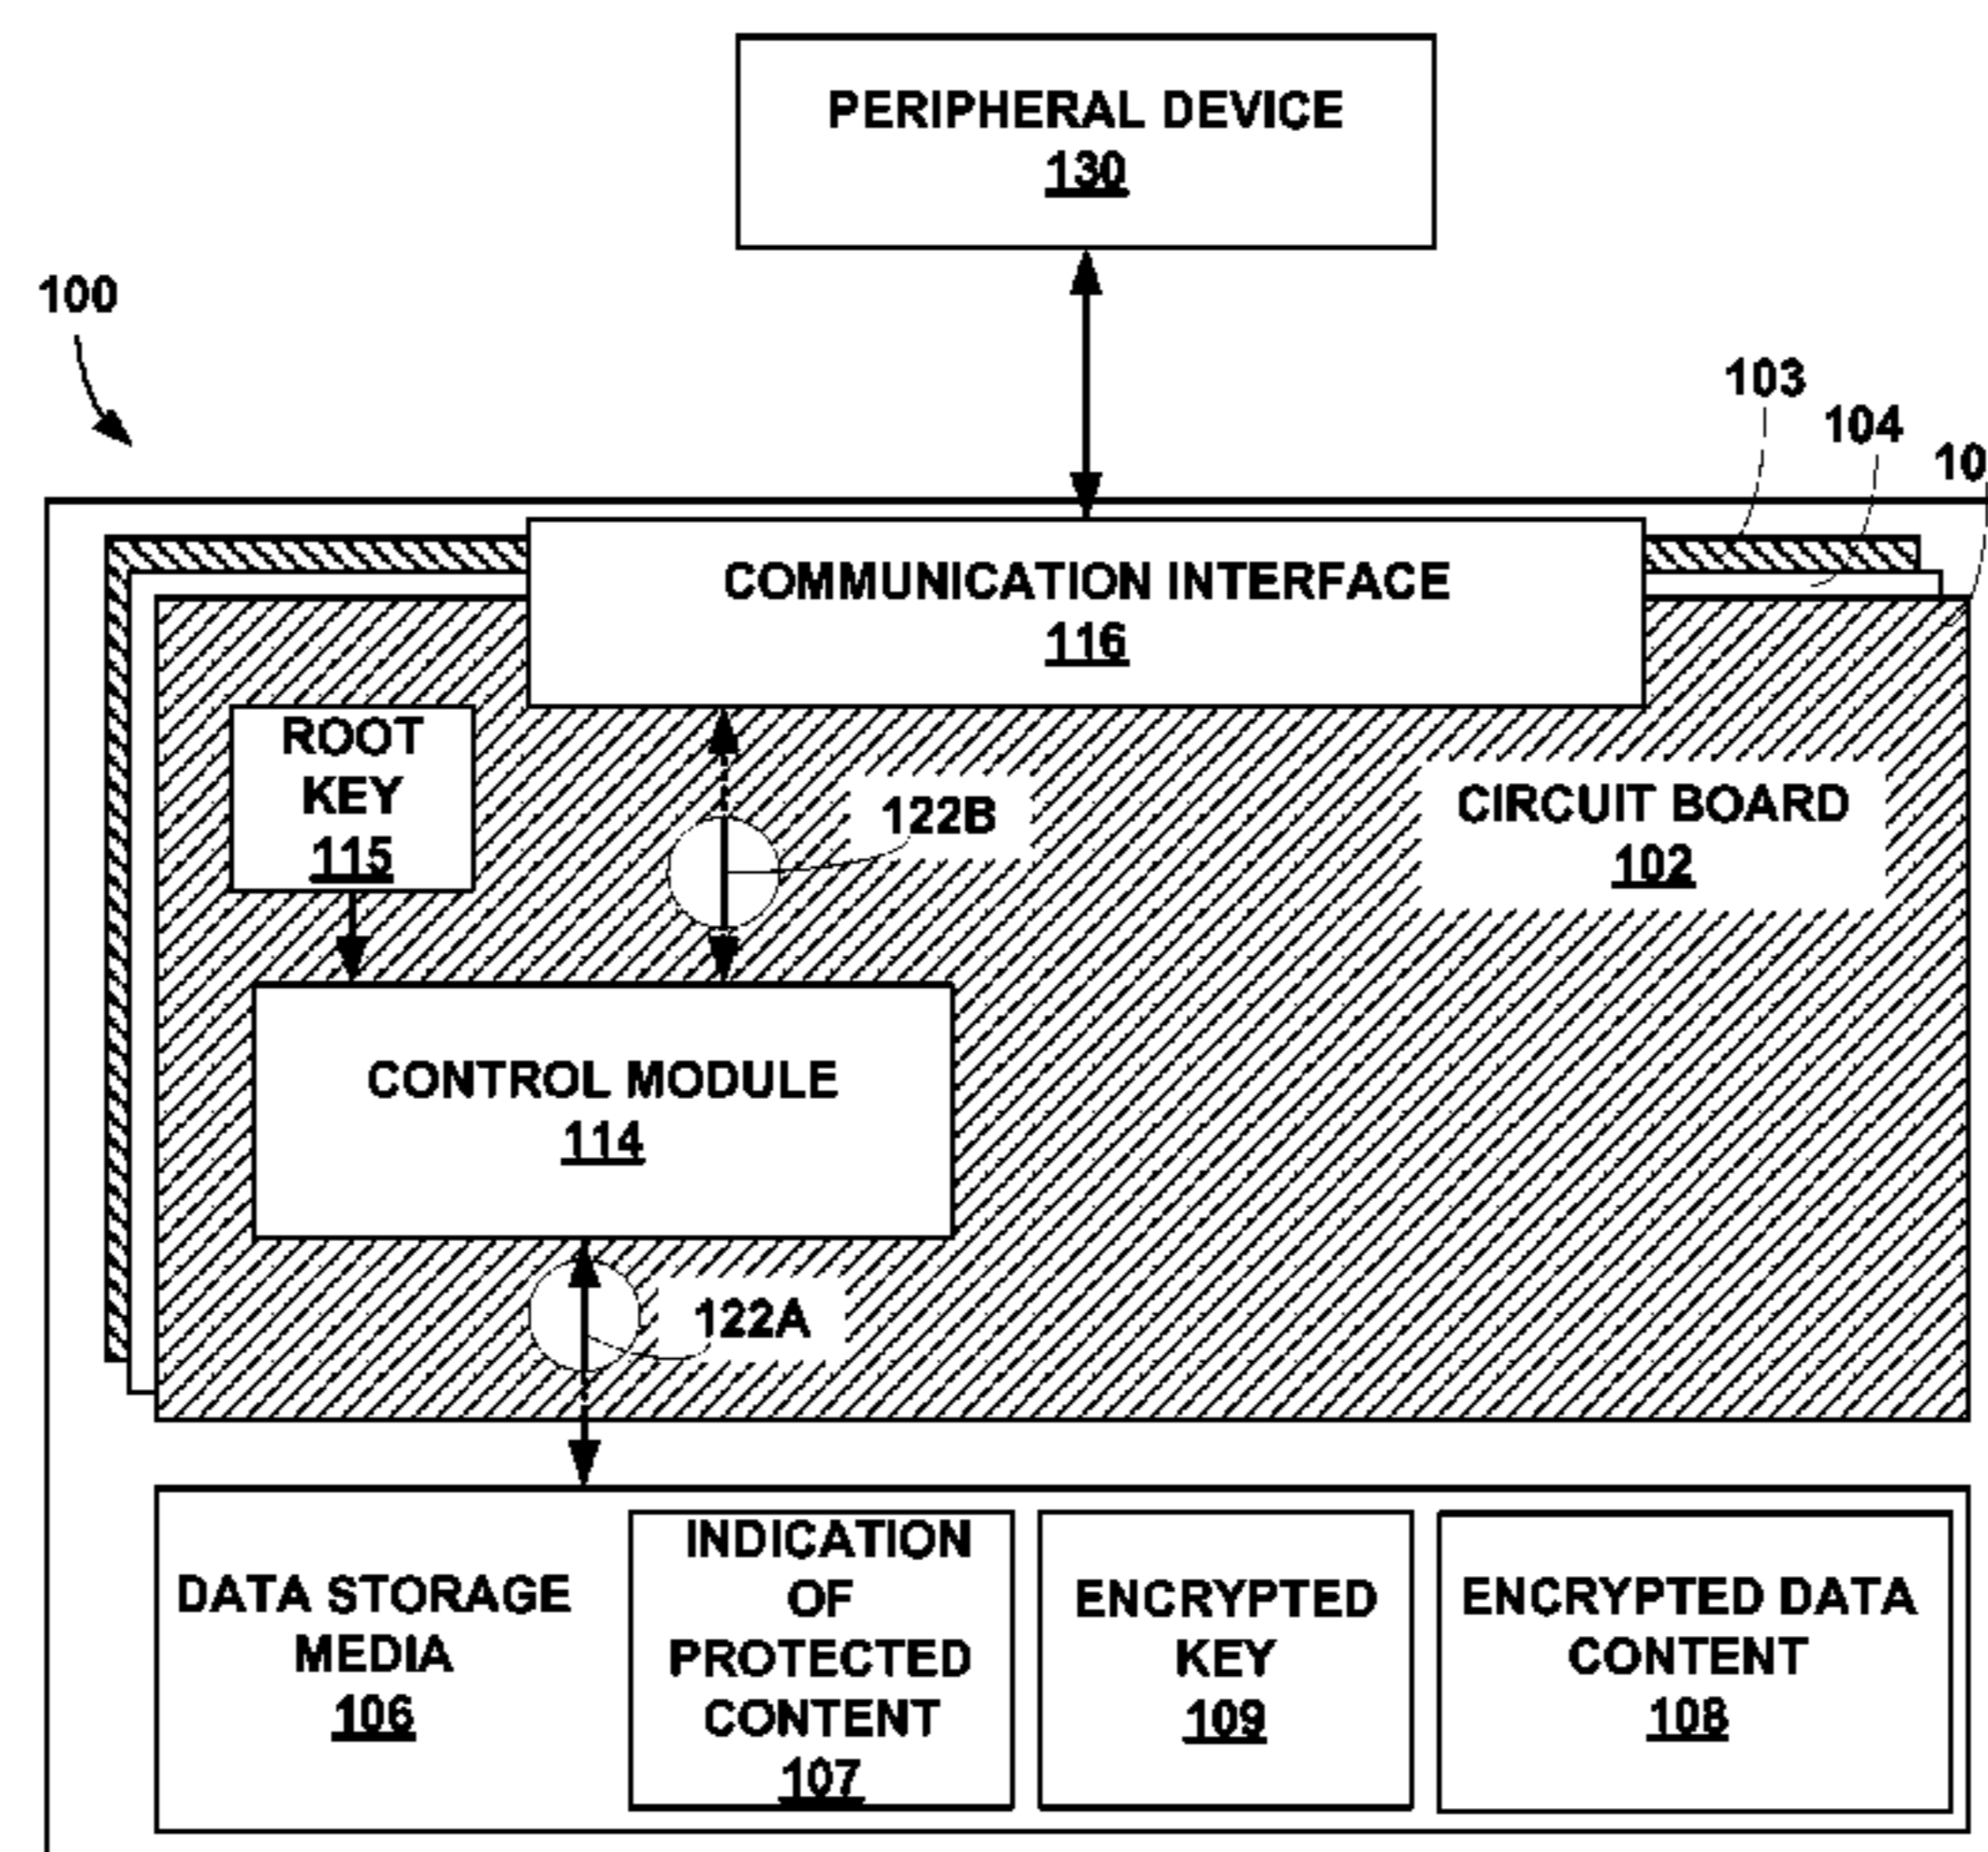 PERIPHERAL DEVICE
130
100
103
104
10
COMMUNICATION INTERFACE
116
ROOT
KEY
115
122B
CIRCUIT BOARD
102
CONTROL MODULE
114
122A
DATA STORAGE
MEDIA
106
INDICATION
OF
PROTECTED
CONTENT
107
ENCRYPTED
KEY
109
ENCRYPTED DATA
CONTENT
108